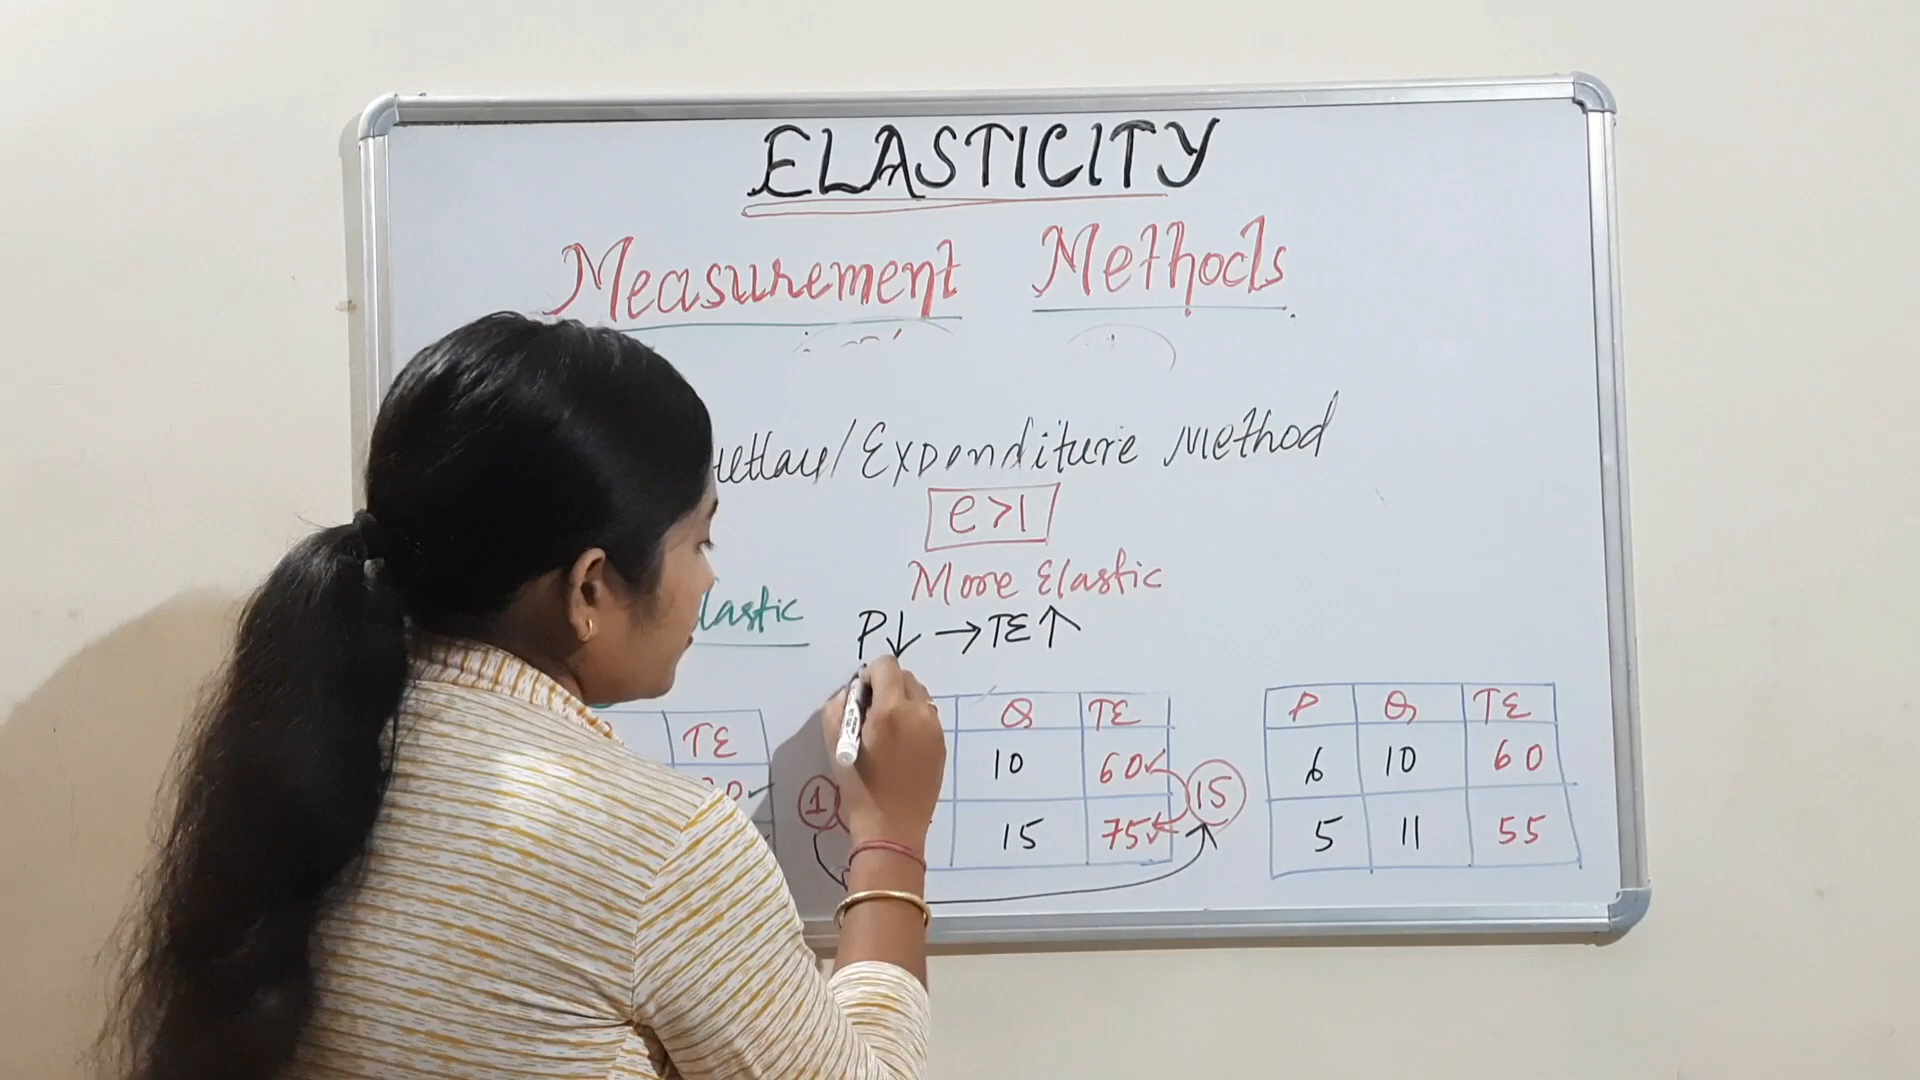 ELASTICITY
Measurement Methods
/Expenditure Method
e>1
More Elastic
lastic
P↓ → TE↑
TE
Q TE
10 60✓
1 15
15 75✓
P Q TE
6 10 60
5 11 55